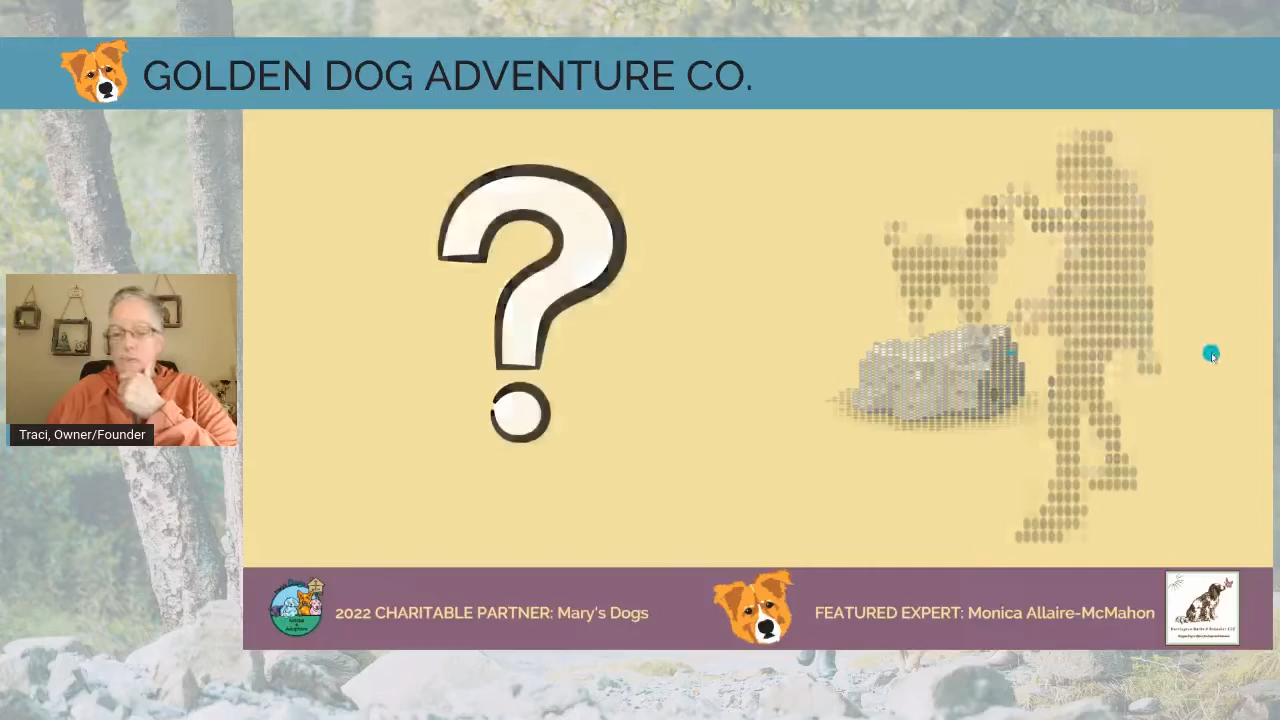 GOLDEN DOG ADVENTURE CO.
?
Traci, Owner/Founder
2022 CHARITABLE PARTNER: Mary's Dogs
FEATURED EXPERT: Monica Allaire-McMahon